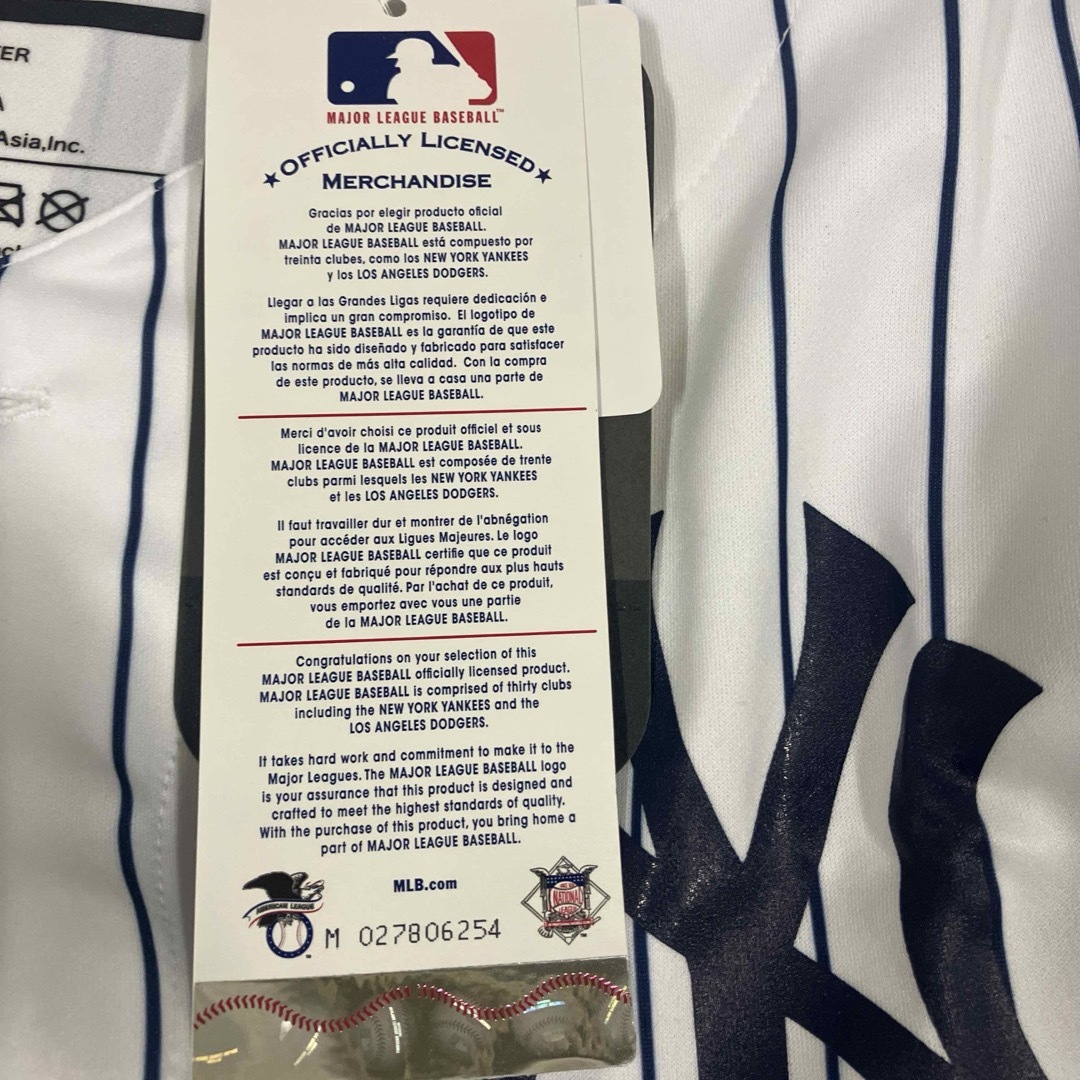 ER
A
Asia,Inc.
MAJOR LEAGUE BASEBALL™
★ OFFICIALLY LICENSED ★
MERCHANDISE
Gracias por elegir producto oficial
de MAJOR LEAGUE BASEBALL.
MAJOR LEAGUE BASEBALL está compuesto por
treinta clubes, como los NEW YORK YANKEES
y los LOS ANGELES DODGERS.
Llegar a las Grandes Ligas requiere dedicación e
implica un gran compromiso. El logotipo de
MAJOR LEAGUE BASEBALL es la garantía de que este
producto ha sido diseñado y fabricado para satisfacer
las normas de más alta calidad. Con la compra
de este producto, se lleva a casa una parte de
MAJOR LEAGUE BASEBALL.
Merci d'avoir choisi ce produit officiel et sous
licence de la MAJOR LEAGUE BASEBALL.
MAJOR LEAGUE BASEBALL est composée de trente
clubs parmi lesquels les NEW YORK YANKEES
et les LOS ANGELES DODGERS.
Il faut travailler dur et montrer de l'abnégation
pour accéder aux Ligues Majeures. Le logo
MAJOR LEAGUE BASEBALL certifie que ce produit
est conçu et fabriqué pour répondre aux plus hauts
standards de qualité. Par l'achat de ce produit,
vous emportez avec vous une partie
de la MAJOR LEAGUE BASEBALL.
Congratulations on your selection of this
MAJOR LEAGUE BASEBALL officially licensed product.
MAJOR LEAGUE BASEBALL is comprised of thirty clubs
including the NEW YORK YANKEES and the
LOS ANGELES DODGERS.
It takes hard work and commitment to make it to the
Major Leagues. The MAJOR LEAGUE BASEBALL logo
is your assurance that this product is designed and
crafted to meet the highest standards of quality.
With the purchase of this product, you bring home a
part of MAJOR LEAGUE BASEBALL.
MLB.com
AMERICAN LEAGUE
NATIONAL LEAGUE
M 027806254